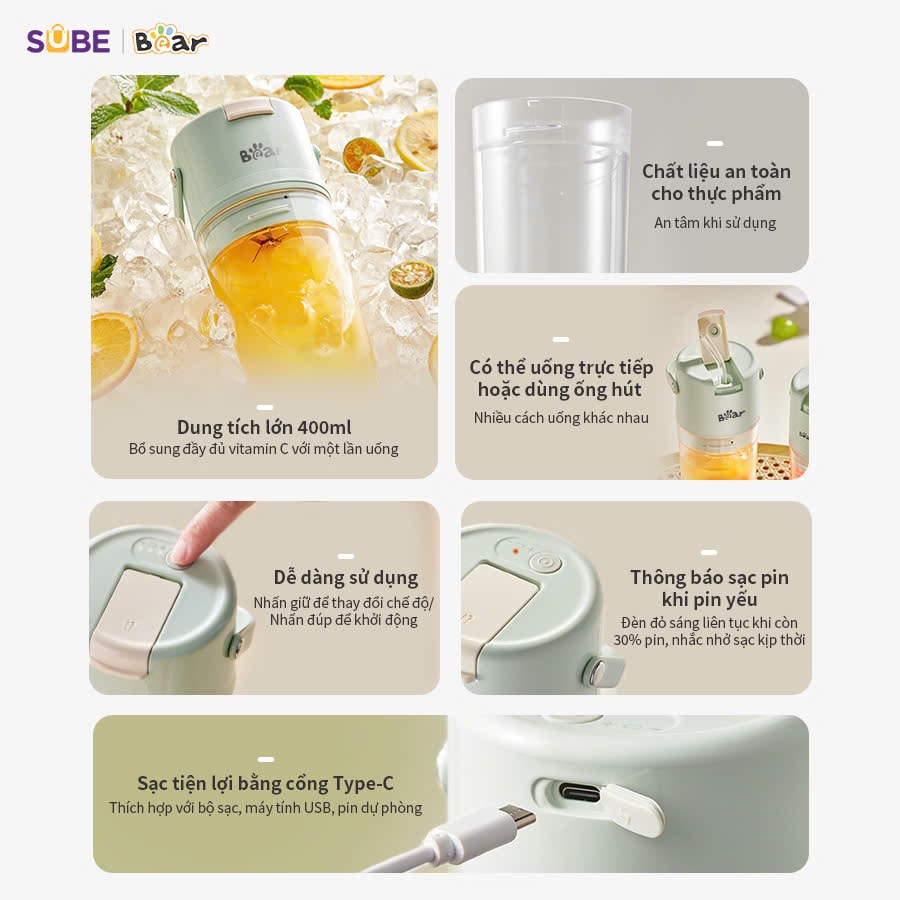 SUBE | Bear
Bear
Dung tích lớn 400ml
Bổ sung đầy đủ vitamin C với một lần uống
Chất liệu an toàn
cho thực phẩm
An tâm khi sử dụng
Có thể uống trực tiếp
hoặc dùng ống hút
Nhiều cách uống khác nhau
Bear
Dễ dàng sử dụng
Nhấn giữ để thay đổi chế độ/
Nhấn đúp để khởi động
Thông báo sạc pin
khi pin yếu
Đèn đỏ sáng liên tục khi còn
30% pin, nhắc nhở sạc kịp thời
Sạc tiện lợi bằng cổng Type-C
Thích hợp với bộ sạc, máy tính USB, pin dự phòng